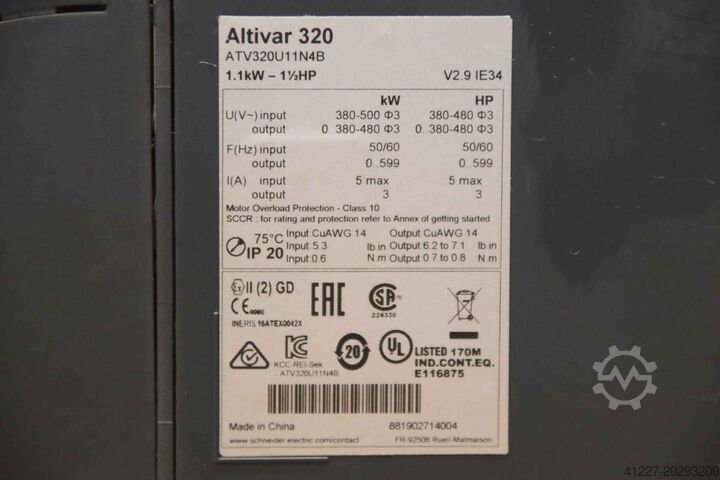 Altivar 320
ATV320U11N4B
1.1kW – 1½HP V2.9 IE34
kW HP
U(V~) input 380-500 Φ3 380-480 Φ3
output 0..380-480 Φ3 0..380-480 Φ3
F(Hz) input 50/60 50/60
output 0..599 0..599
I(A) input 5 max 5 max
output 3 3
Motor Overload Protection - Class 10
SCCR : for rating and protection refer to Annex of getting started
75°C Input:CuAWG 14 Output:CuAWG 14
IP 20 Input:5.3 lb.in Output:6.2 to 7.1 lb in
Input:0.6 N.m Output:0.7 to 0.8 N.m
Ex II (2) GD
CE 0080
INERIS 16ATEX0042X
EAC
SA
224330
KCC-REI-Sek
- ATV320U11N4B
20
UL LISTED 170M
IND.CONT.EQ.
E116875
Made in China 881902714004
www.schneider.electric.com/contact FR 92506 Rueil-Malmaison
41227-20293200